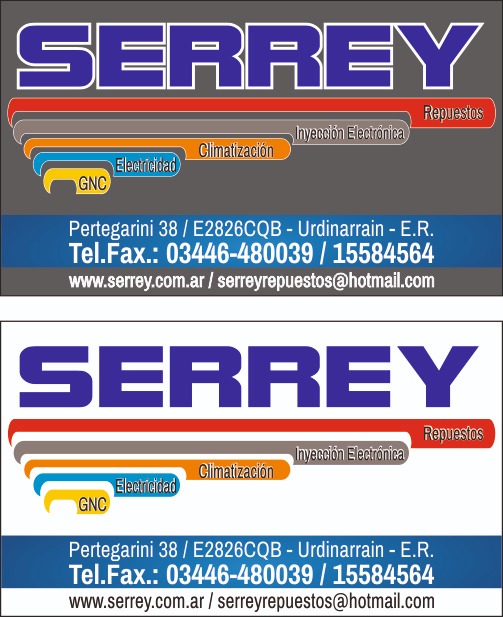 SERREY
Repuestos
Inyección Electrónica
Climatización
Electricidad
GNC
Pertegarini 38 / E2826CQB - Urdinarrain - E.R.
Tel.Fax.: 03446-480039 / 15584564
www.serrey.com.ar / serreyrepuestos@hotmail.com
SERREY
Repuestos
Inyección Electrónica
Climatización
Electricidad
GNC
Pertegarini 38 / E2826CQB - Urdinarrain - E.R.
Tel.Fax.: 03446-480039 / 15584564
www.serrey.com.ar / serreyrepuestos@hotmail.com